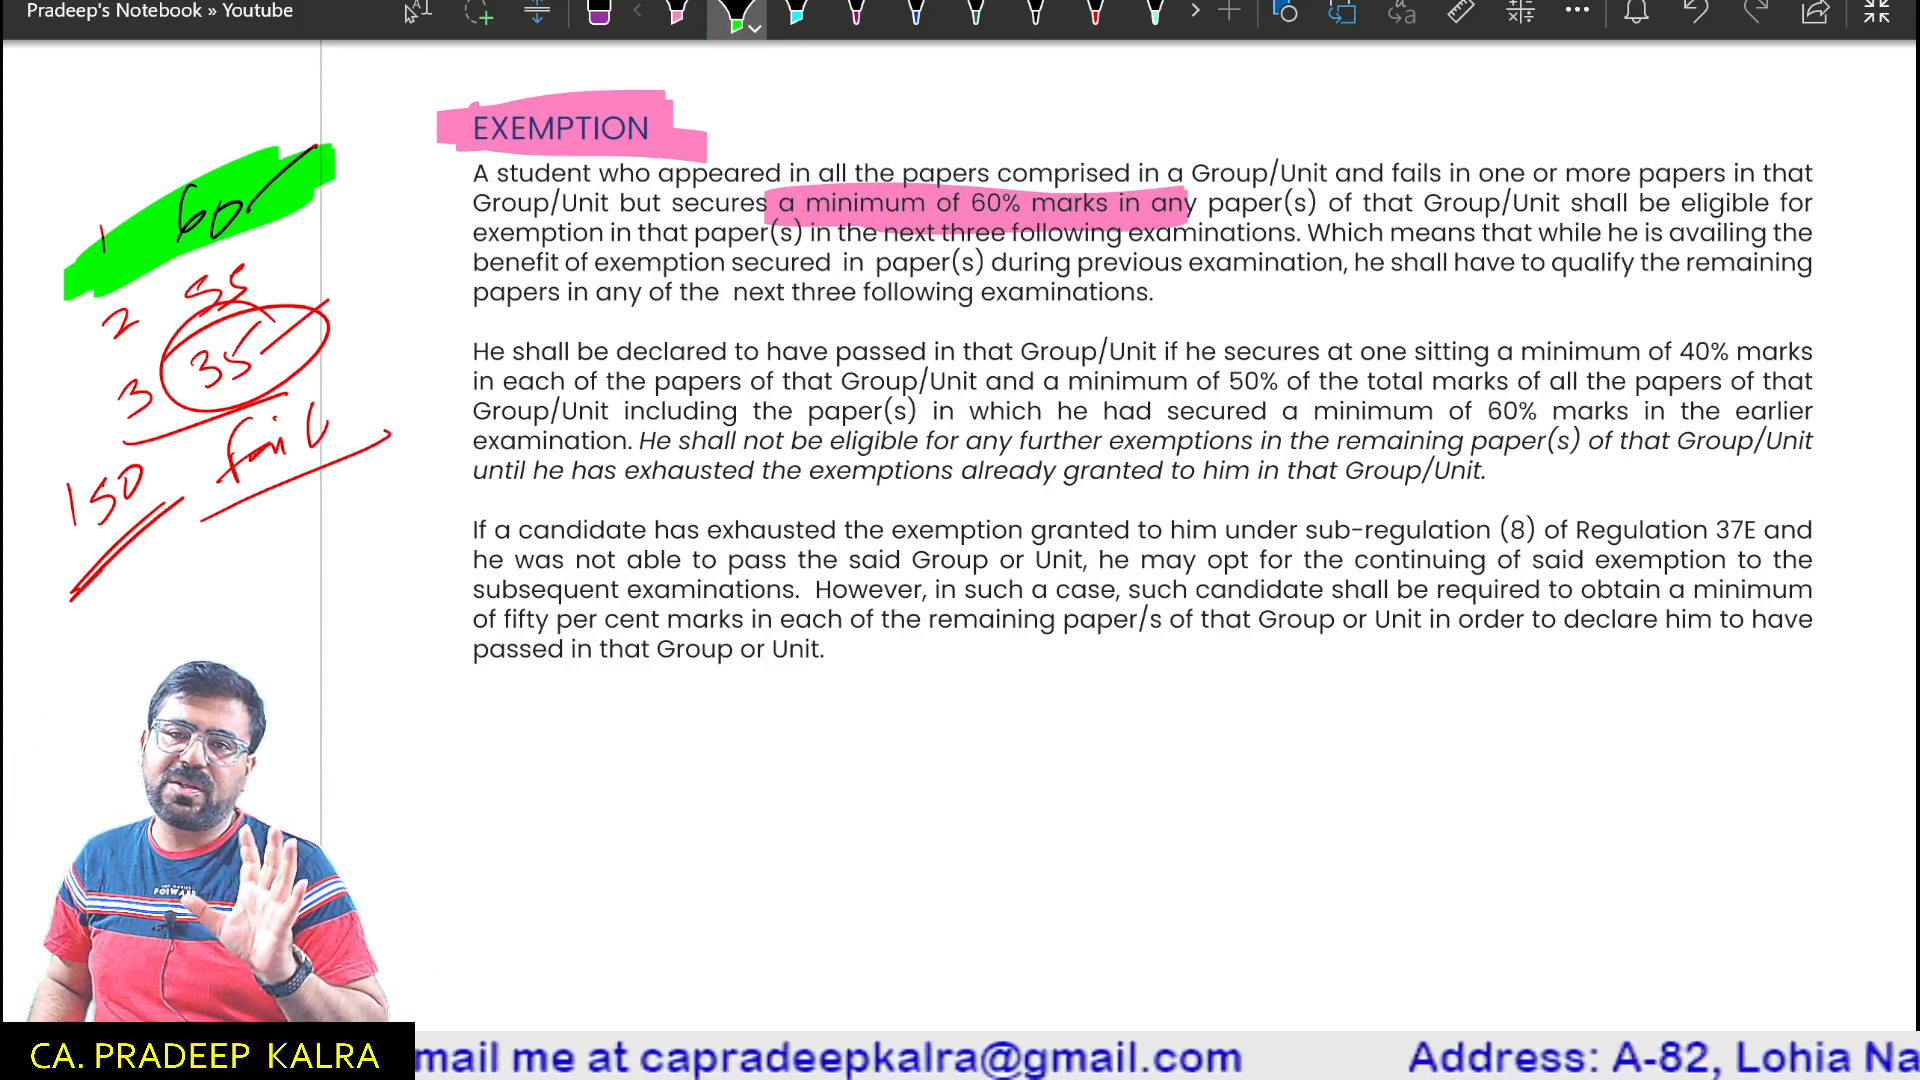 Pradeep's Notebook » Youtube
EXEMPTION
A student who appeared in all the papers comprised in a Group/Unit and fails in one or more papers in that
Group/Unit but secures a minimum of 60% marks in any paper(s) of that Group/Unit shall be eligible for
exemption in that paper(s) in the next three following examinations. Which means that while he is availing the
benefit of exemption secured in paper(s) during previous examination, he shall have to qualify the remaining
papers in any of the next three following examinations.
He shall be declared to have passed in that Group/Unit if he secures at one sitting a minimum of 40% marks
in each of the papers of that Group/Unit and a minimum of 50% of the total marks of all the papers of that
Group/Unit including the paper(s) in which he had secured a minimum of 60% marks in the earlier
examination. He shall not be eligible for any further exemptions in the remaining paper(s) of that Group/Unit
until he has exhausted the exemptions already granted to him in that Group/Unit.
If a candidate has exhausted the exemption granted to him under sub-regulation (8) of Regulation 37E and
he was not able to pass the said Group or Unit, he may opt for the continuing of said exemption to the
subsequent examinations. However, in such a case, such candidate shall be required to obtain a minimum
of fifty per cent marks in each of the remaining paper/s of that Group or Unit in order to declare him to have
passed in that Group or Unit.
1 60
2 55
3 35
150 fail
FORWARD
CA. PRADEEP KALRA
mail me at capradeepkalra@gmail.com Address: A-82, Lohia Na